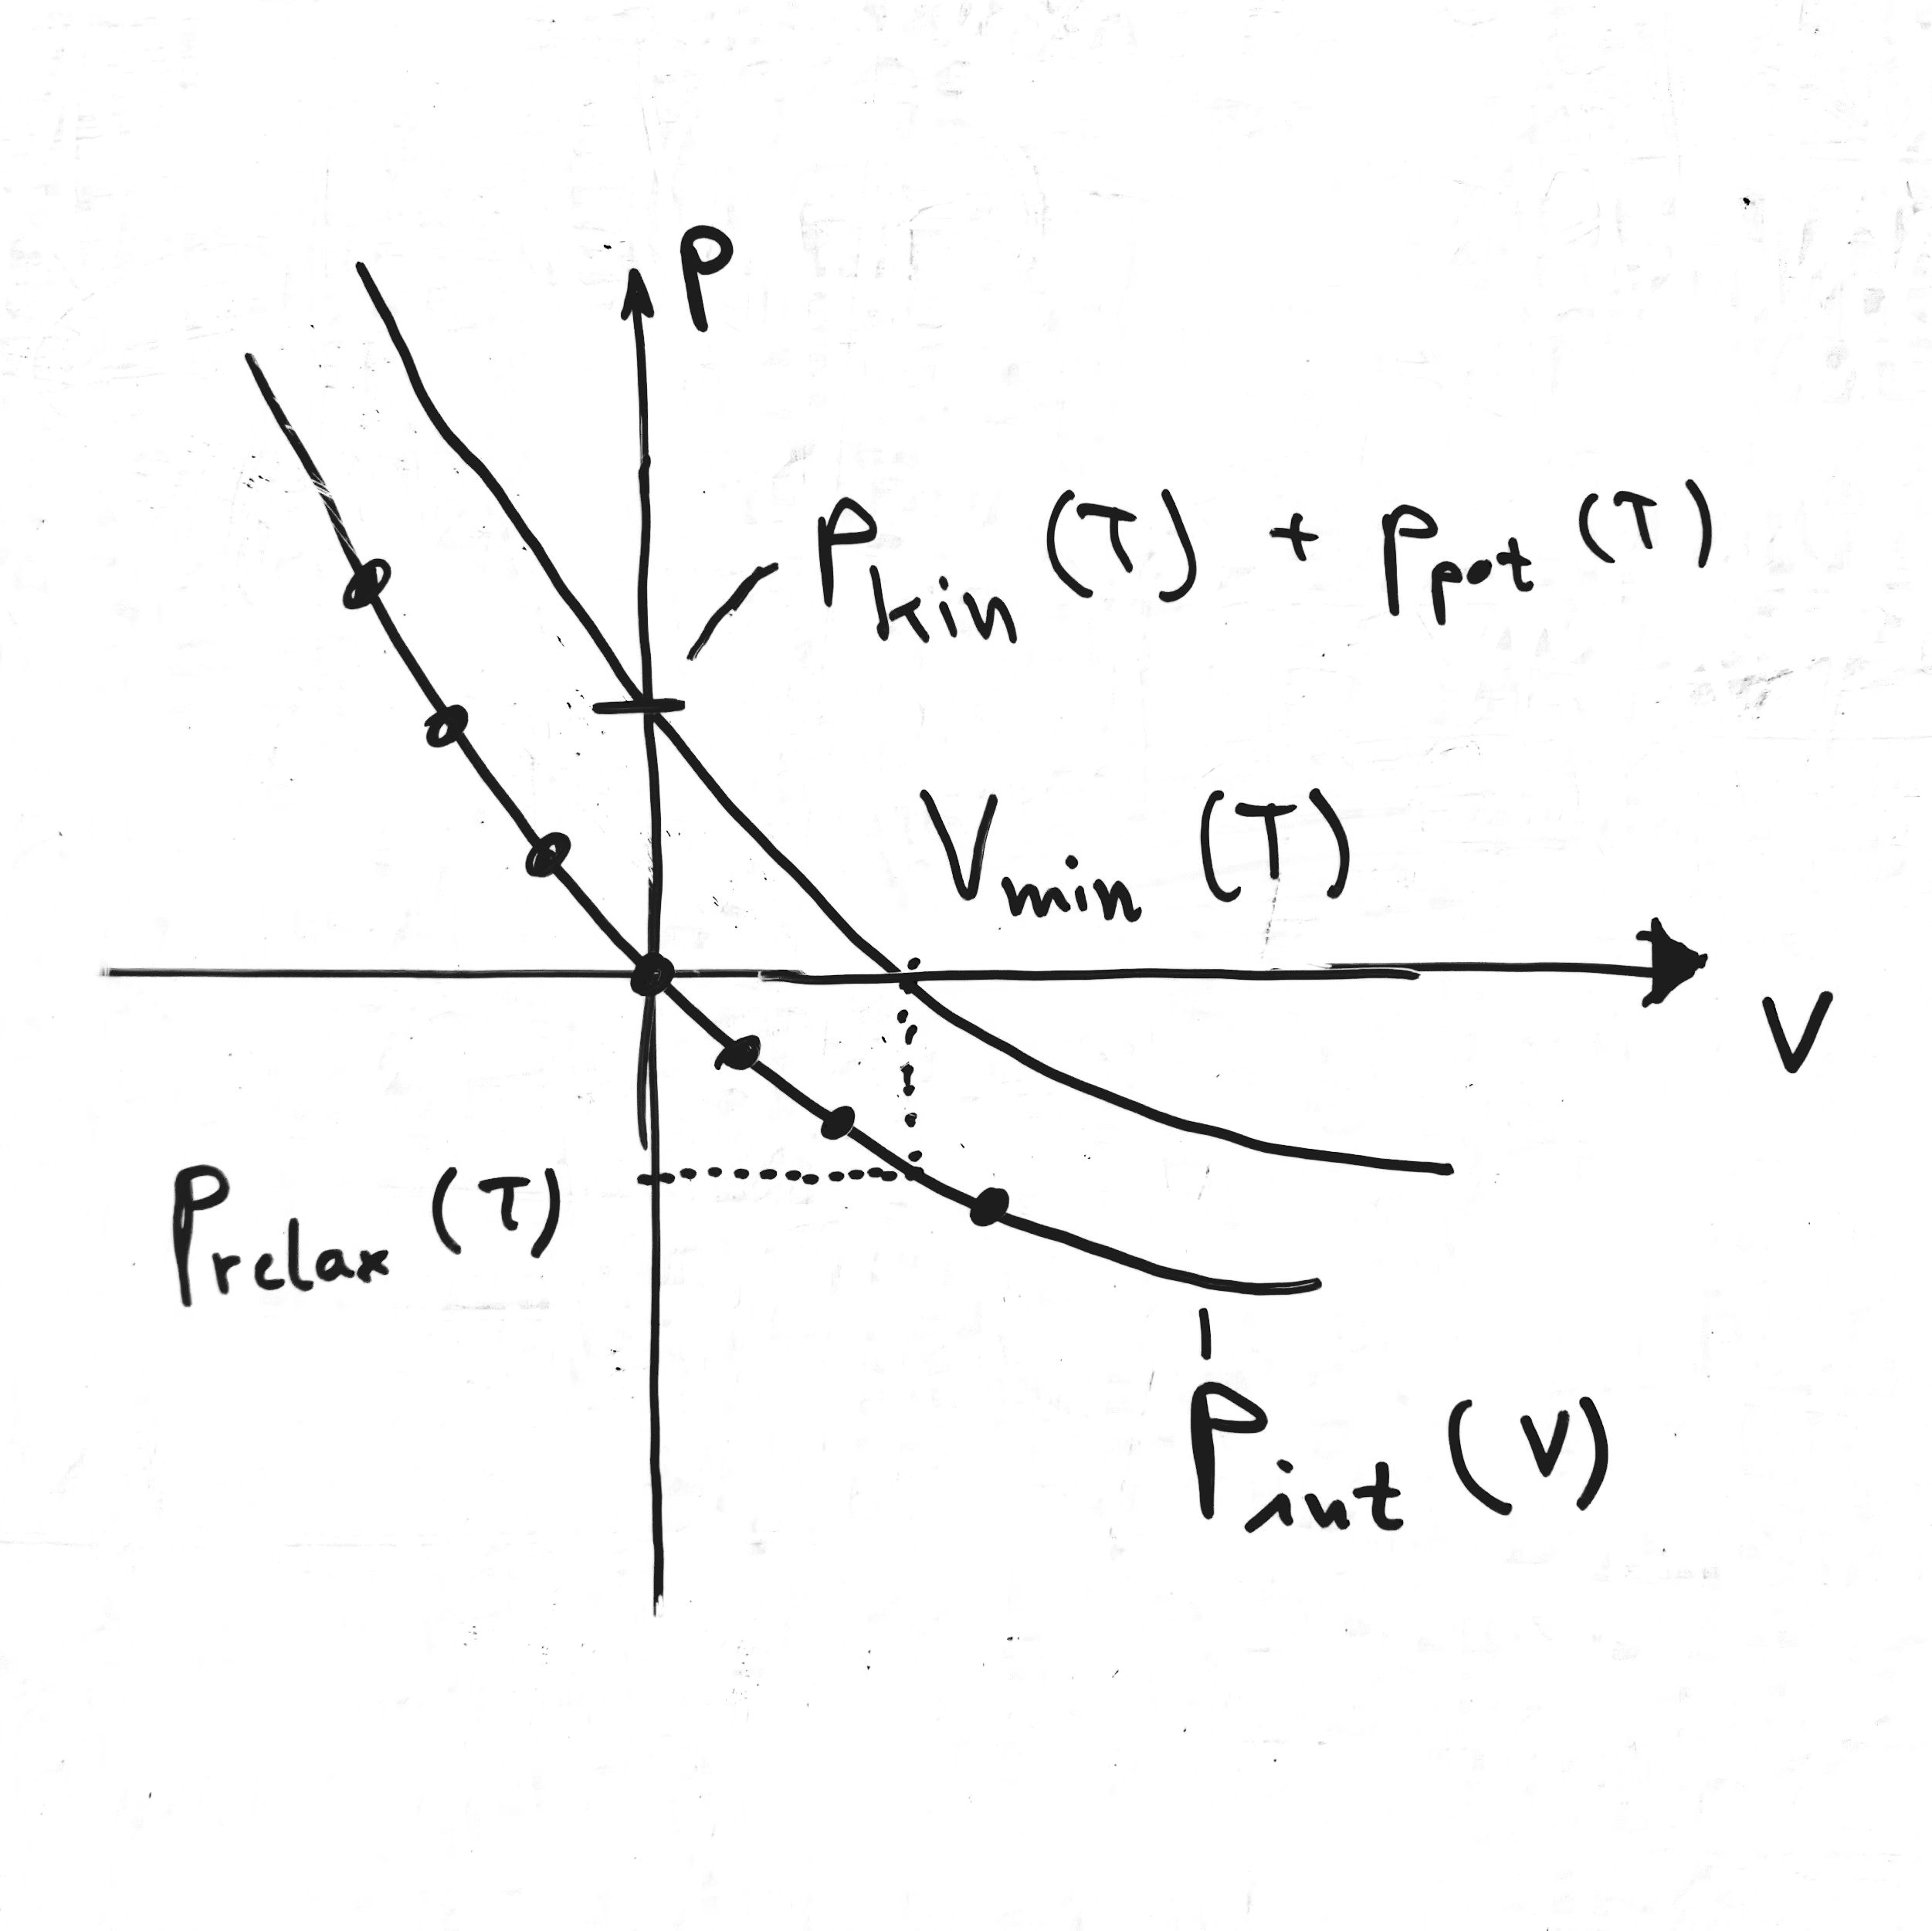 P
P_kin (T) + P_pot (T)
V_min (T)
V
P_relax (T)
P_int (V)